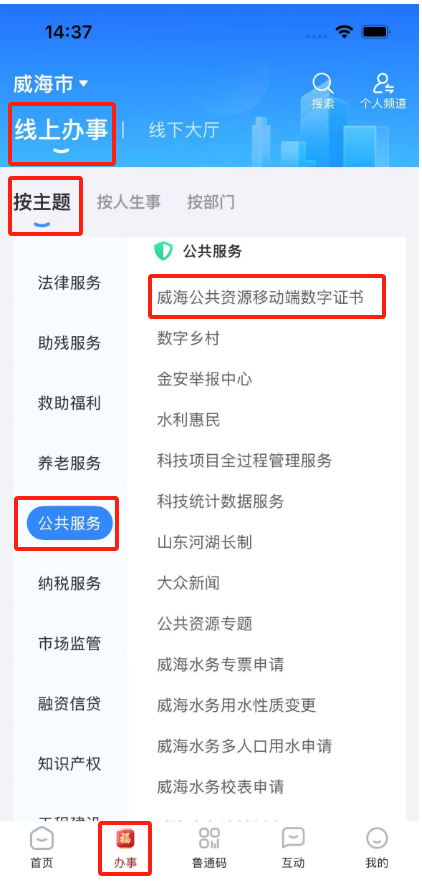 14:37
威海市
搜索
个人频道
线上办事
线下大厅
按主题
按人生事
按部门
公共服务
法律服务
威海公共资源移动端数字证书
助残服务
数字乡村
金安举报中心
救助福利
水利惠民
养老服务
科技项目全过程管理服务
科技统计数据服务
公共服务
山东河湖长制
纳税服务
大众新闻
公共资源专题
市场监管
威海水务专票申请
融资信贷
威海水务用水性质变更
威海水务多人口用水申请
知识产权
威海水务校表申请
福
首页
办事
鲁通码
互动
我的